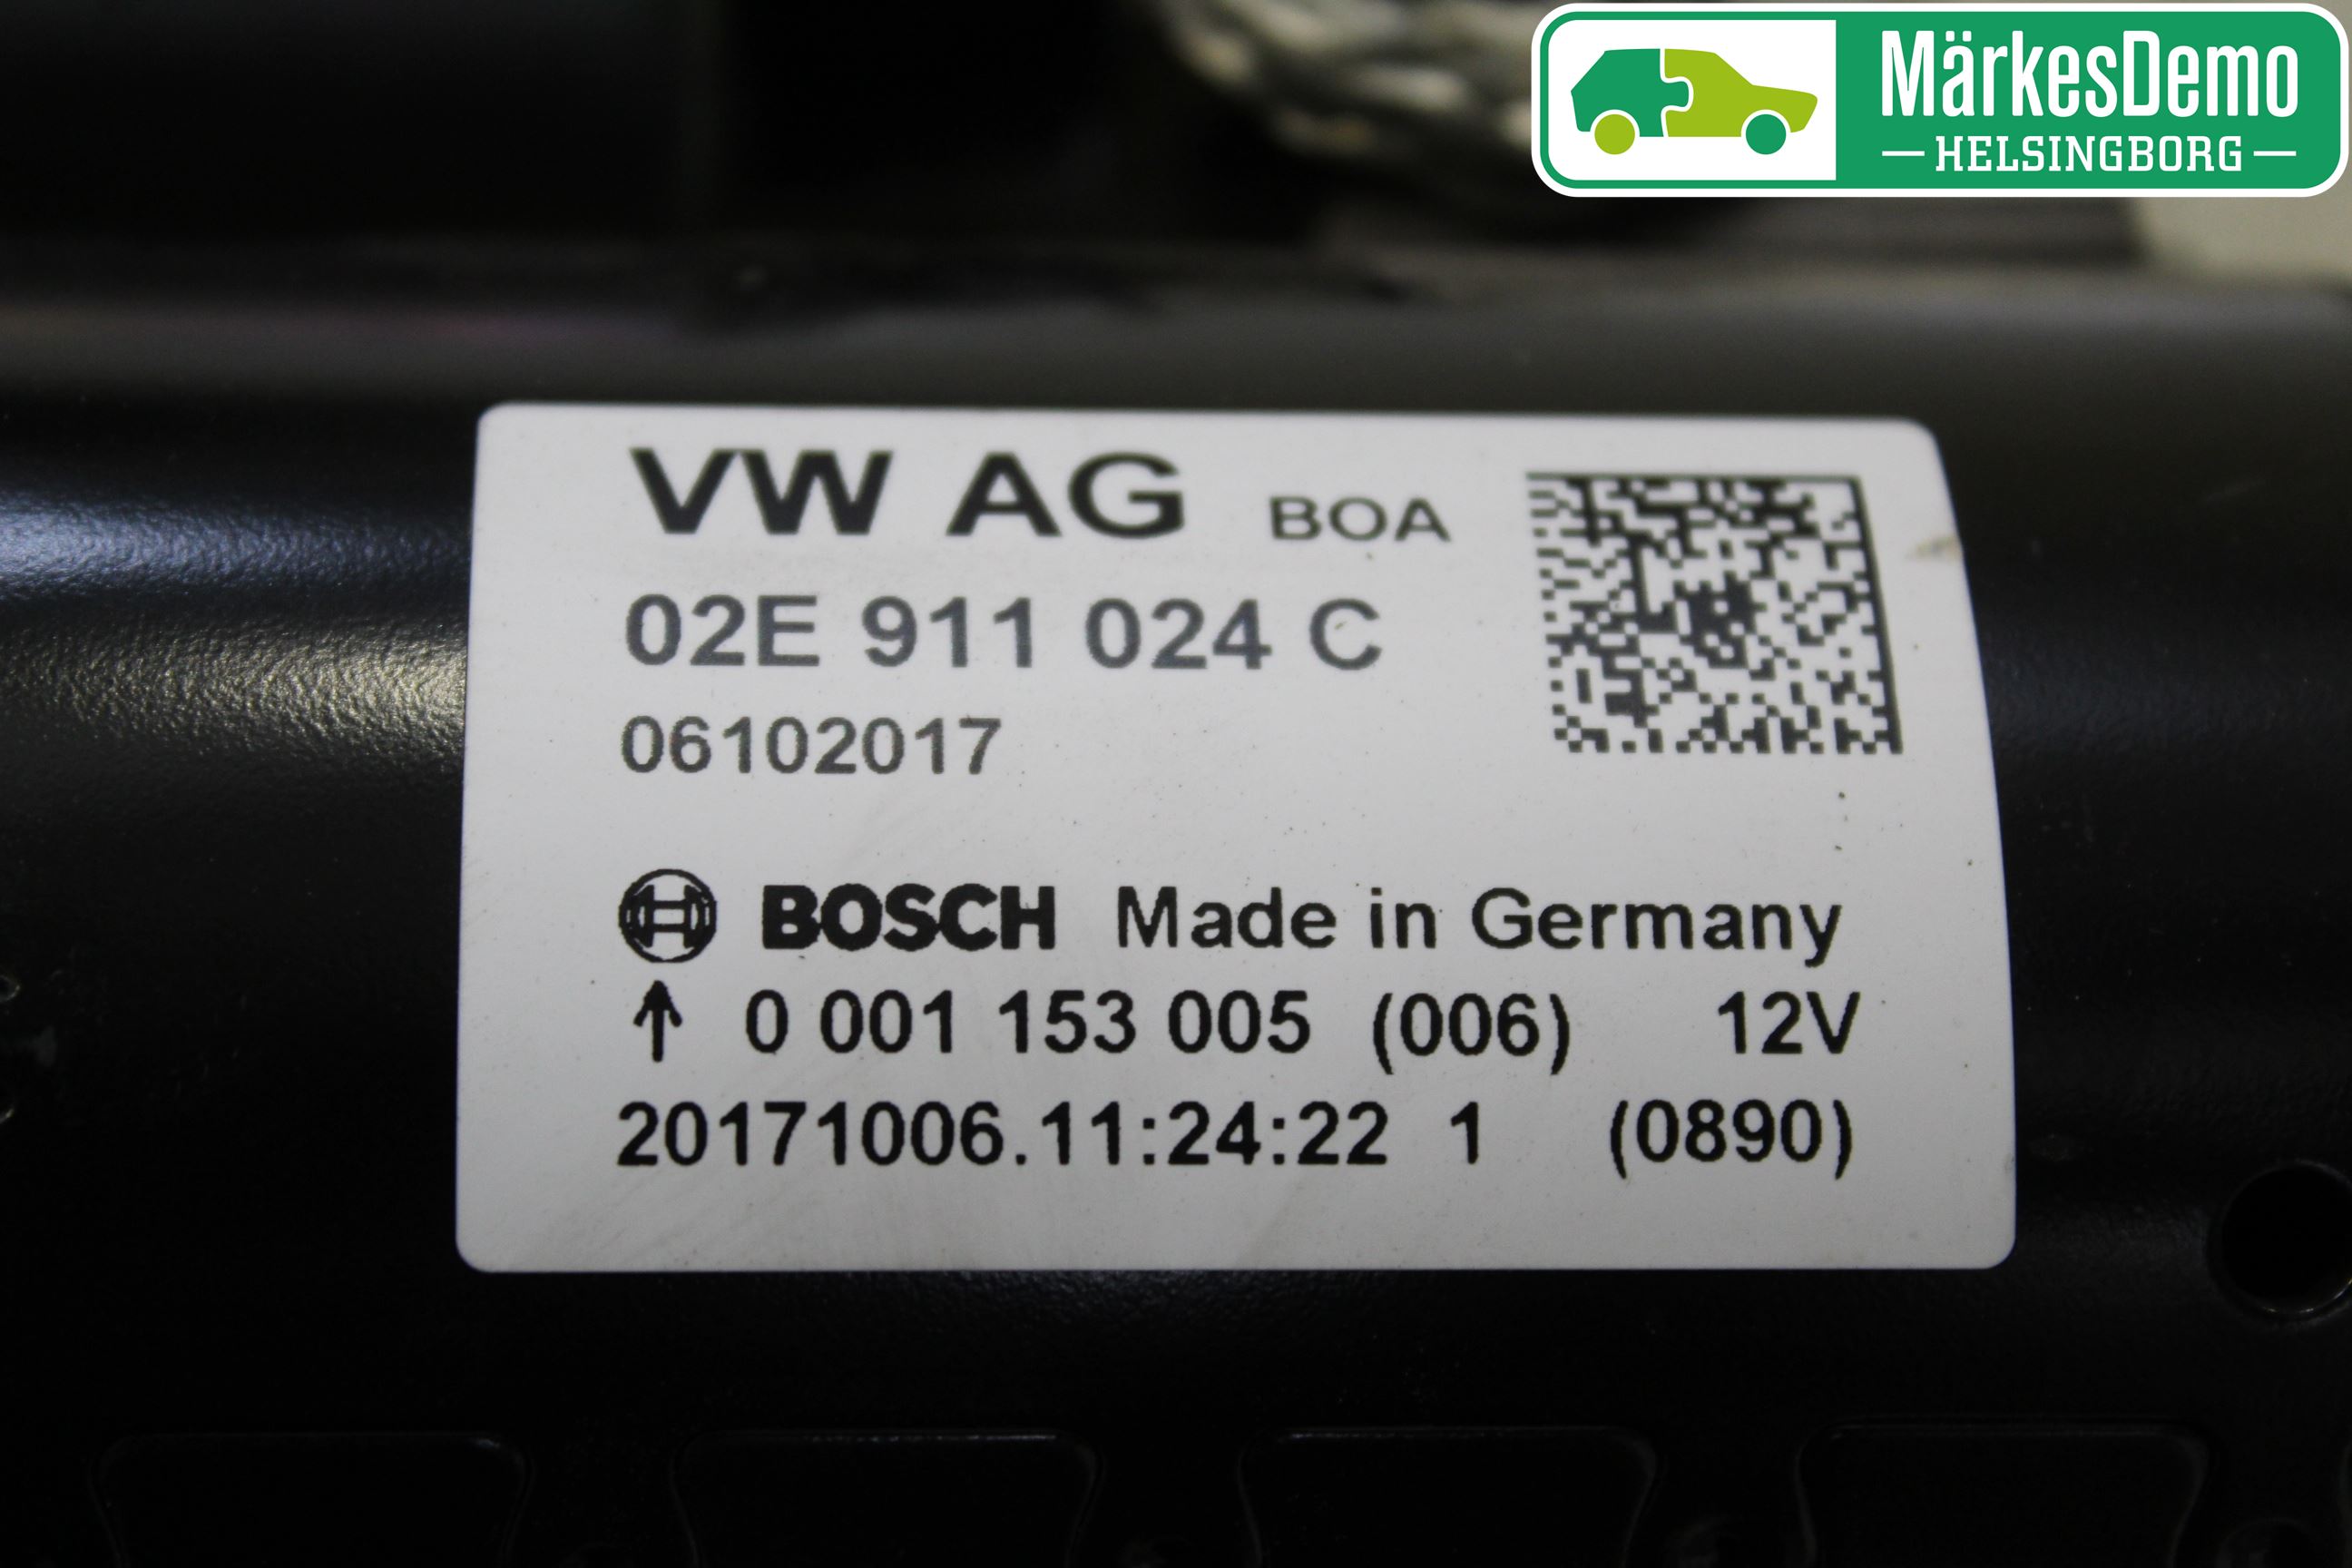 MärkesDemo
HELSINGBORG
VW AG BOA
02E 911 024 C
06102017
BOSCH Made in Germany
↑ 0 001 153 005 (006) 12V
20171006.11:24:22 1 (0890)